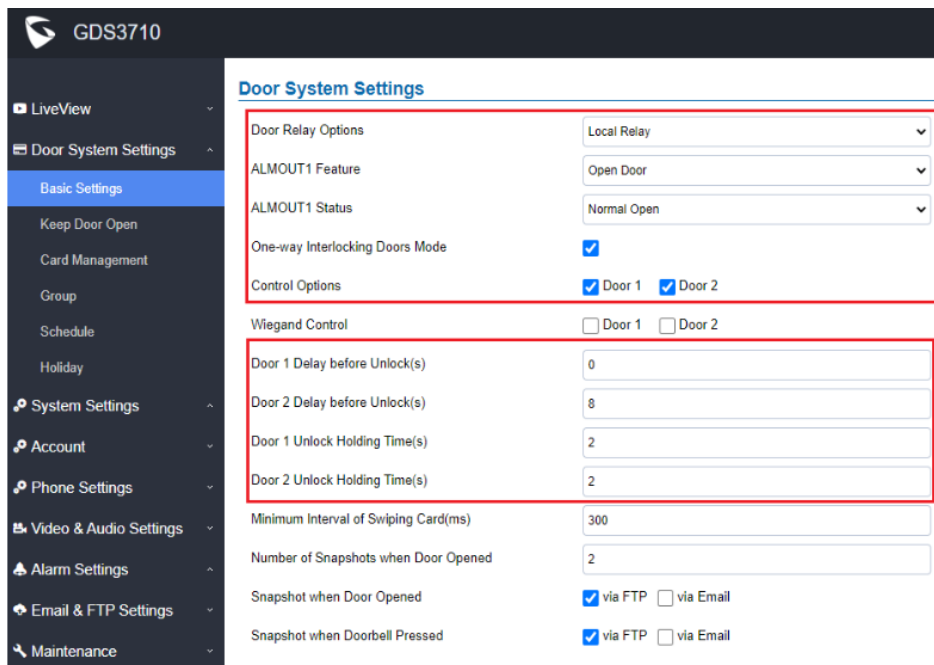 GDS3710
LiveView
Door System Settings
Basic Settings
Keep Door Open
Card Management
Group
Schedule
Holiday
System Settings
Account
Phone Settings
Video & Audio Settings
Alarm Settings
Email & FTP Settings
Maintenance
Door System Settings
Door Relay Options Local Relay
ALMOUT1 Feature Open Door
ALMOUT1 Status Normal Open
One-way Interlocking Doors Mode
Control Options Door 1 Door 2
Wiegand Control Door 1 Door 2
Door 1 Delay before Unlock(s) 0
Door 2 Delay before Unlock(s) 8
Door 1 Unlock Holding Time(s) 2
Door 2 Unlock Holding Time(s) 2
Minimum Interval of Swiping Card(ms) 300
Number of Snapshots when Door Opened 2
Snapshot when Door Opened via FTP via Email
Snapshot when Doorbell Pressed via FTP via Email